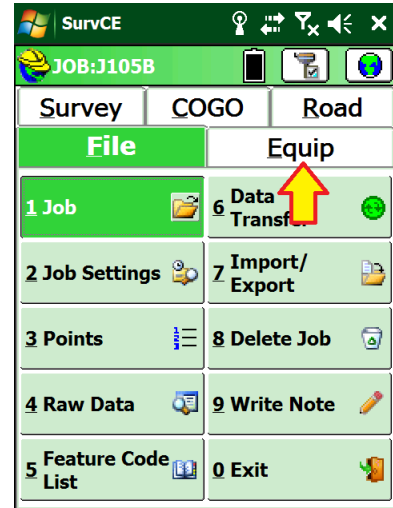 SurvCE
JOB:J105B
Survey COGO Road
File Equip
1 Job
6 Data
2 Job Settings
7 Import/
Export
3 Points
8 Delete Job
4 Raw Data
9 Write Note
5 Feature Code
List
0 Exit